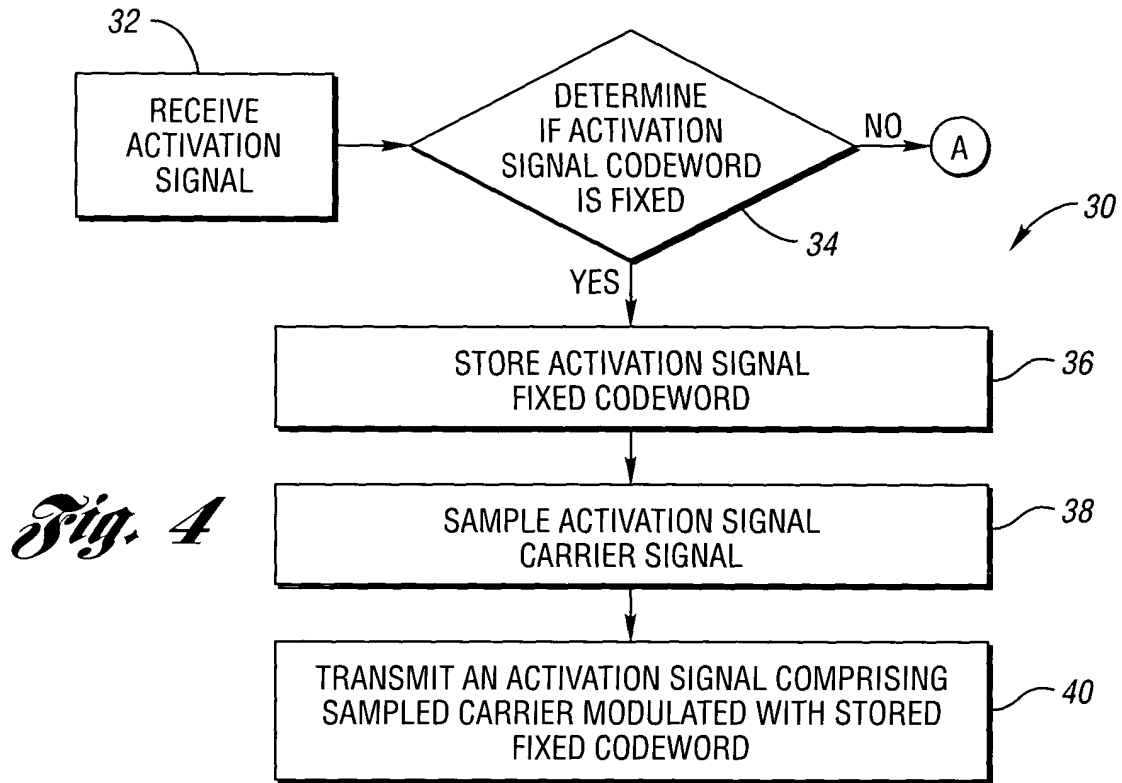 32
RECEIVE
ACTIVATION
SIGNAL
DETERMINE
IF ACTIVATION
SIGNAL CODEWORD
IS FIXED
NO
A
34
30
YES
STORE ACTIVATION SIGNAL
FIXED CODEWORD
36
Fig. 4
SAMPLE ACTIVATION SIGNAL
CARRIER SIGNAL
38
TRANSMIT AN ACTIVATION SIGNAL COMPRISING
SAMPLED CARRIER MODULATED WITH STORED
FIXED CODEWORD
40